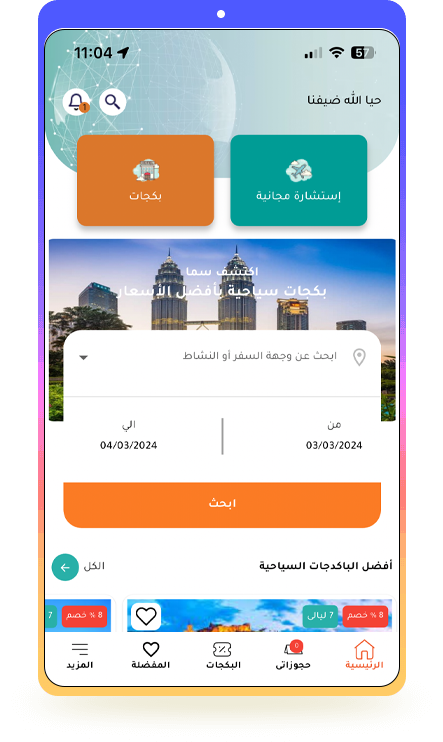 11:04
57
حيا الله ضيفنا
1
إستشارة مجانية
بكجات
اكتشف سما
بكجات سياحية بأفضل الأسعار
ابحث عن وجهة السفر أو النشاط
من
الي
03/03/2024
04/03/2024
ابحث
أفضل الباكدجات السياحية
الكل
8 % خصم
7 ليالى
8 % خصم
7
0
الرئيسية
حجوزاتى
البكجات
المفضلة
المزيد